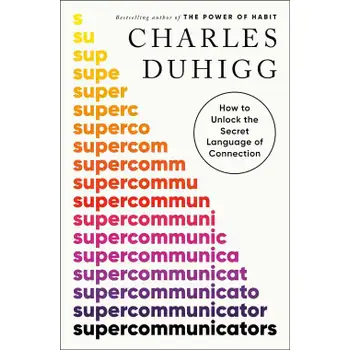 Bestselling author of THE POWER OF HABIT
CHARLES
DUHIGG
How to
Unlock the
Secret
Language of
Connection
s
su
sup
supe
super
superc
superco
supercom
supercomm
supercommu
supercommun
supercommuni
supercommunic
supercommunica
supercommunicat
supercommunicato
supercommunicator
supercommunicators